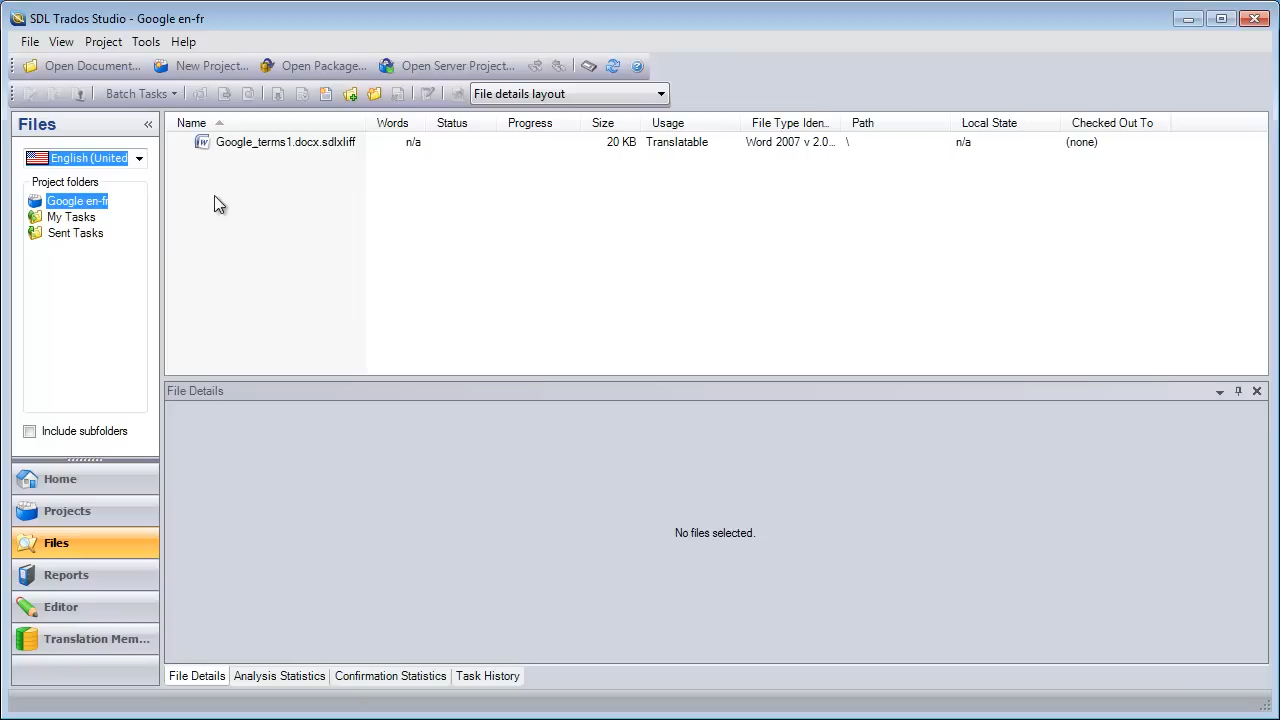 SDL Trados Studio - Google en-fr
File View Project Tools Help
Open Document... New Project... Open Package... Open Server Project...
Batch Tasks File details layout
Files
English (United
Project folders
Google en-fr
My Tasks
Sent Tasks
Include subfolders
Home
Projects
Files
Reports
Editor
Translation Mem...
Name Words Status Progress Size Usage File Type Iden... Path Local State Checked Out To
Google_terms1.docx.sdlxliff n/a 20 KB Translatable Word 2007 v 2.0... \ n/a (none)
File Details
No files selected.
File Details Analysis Statistics Confirmation Statistics Task History